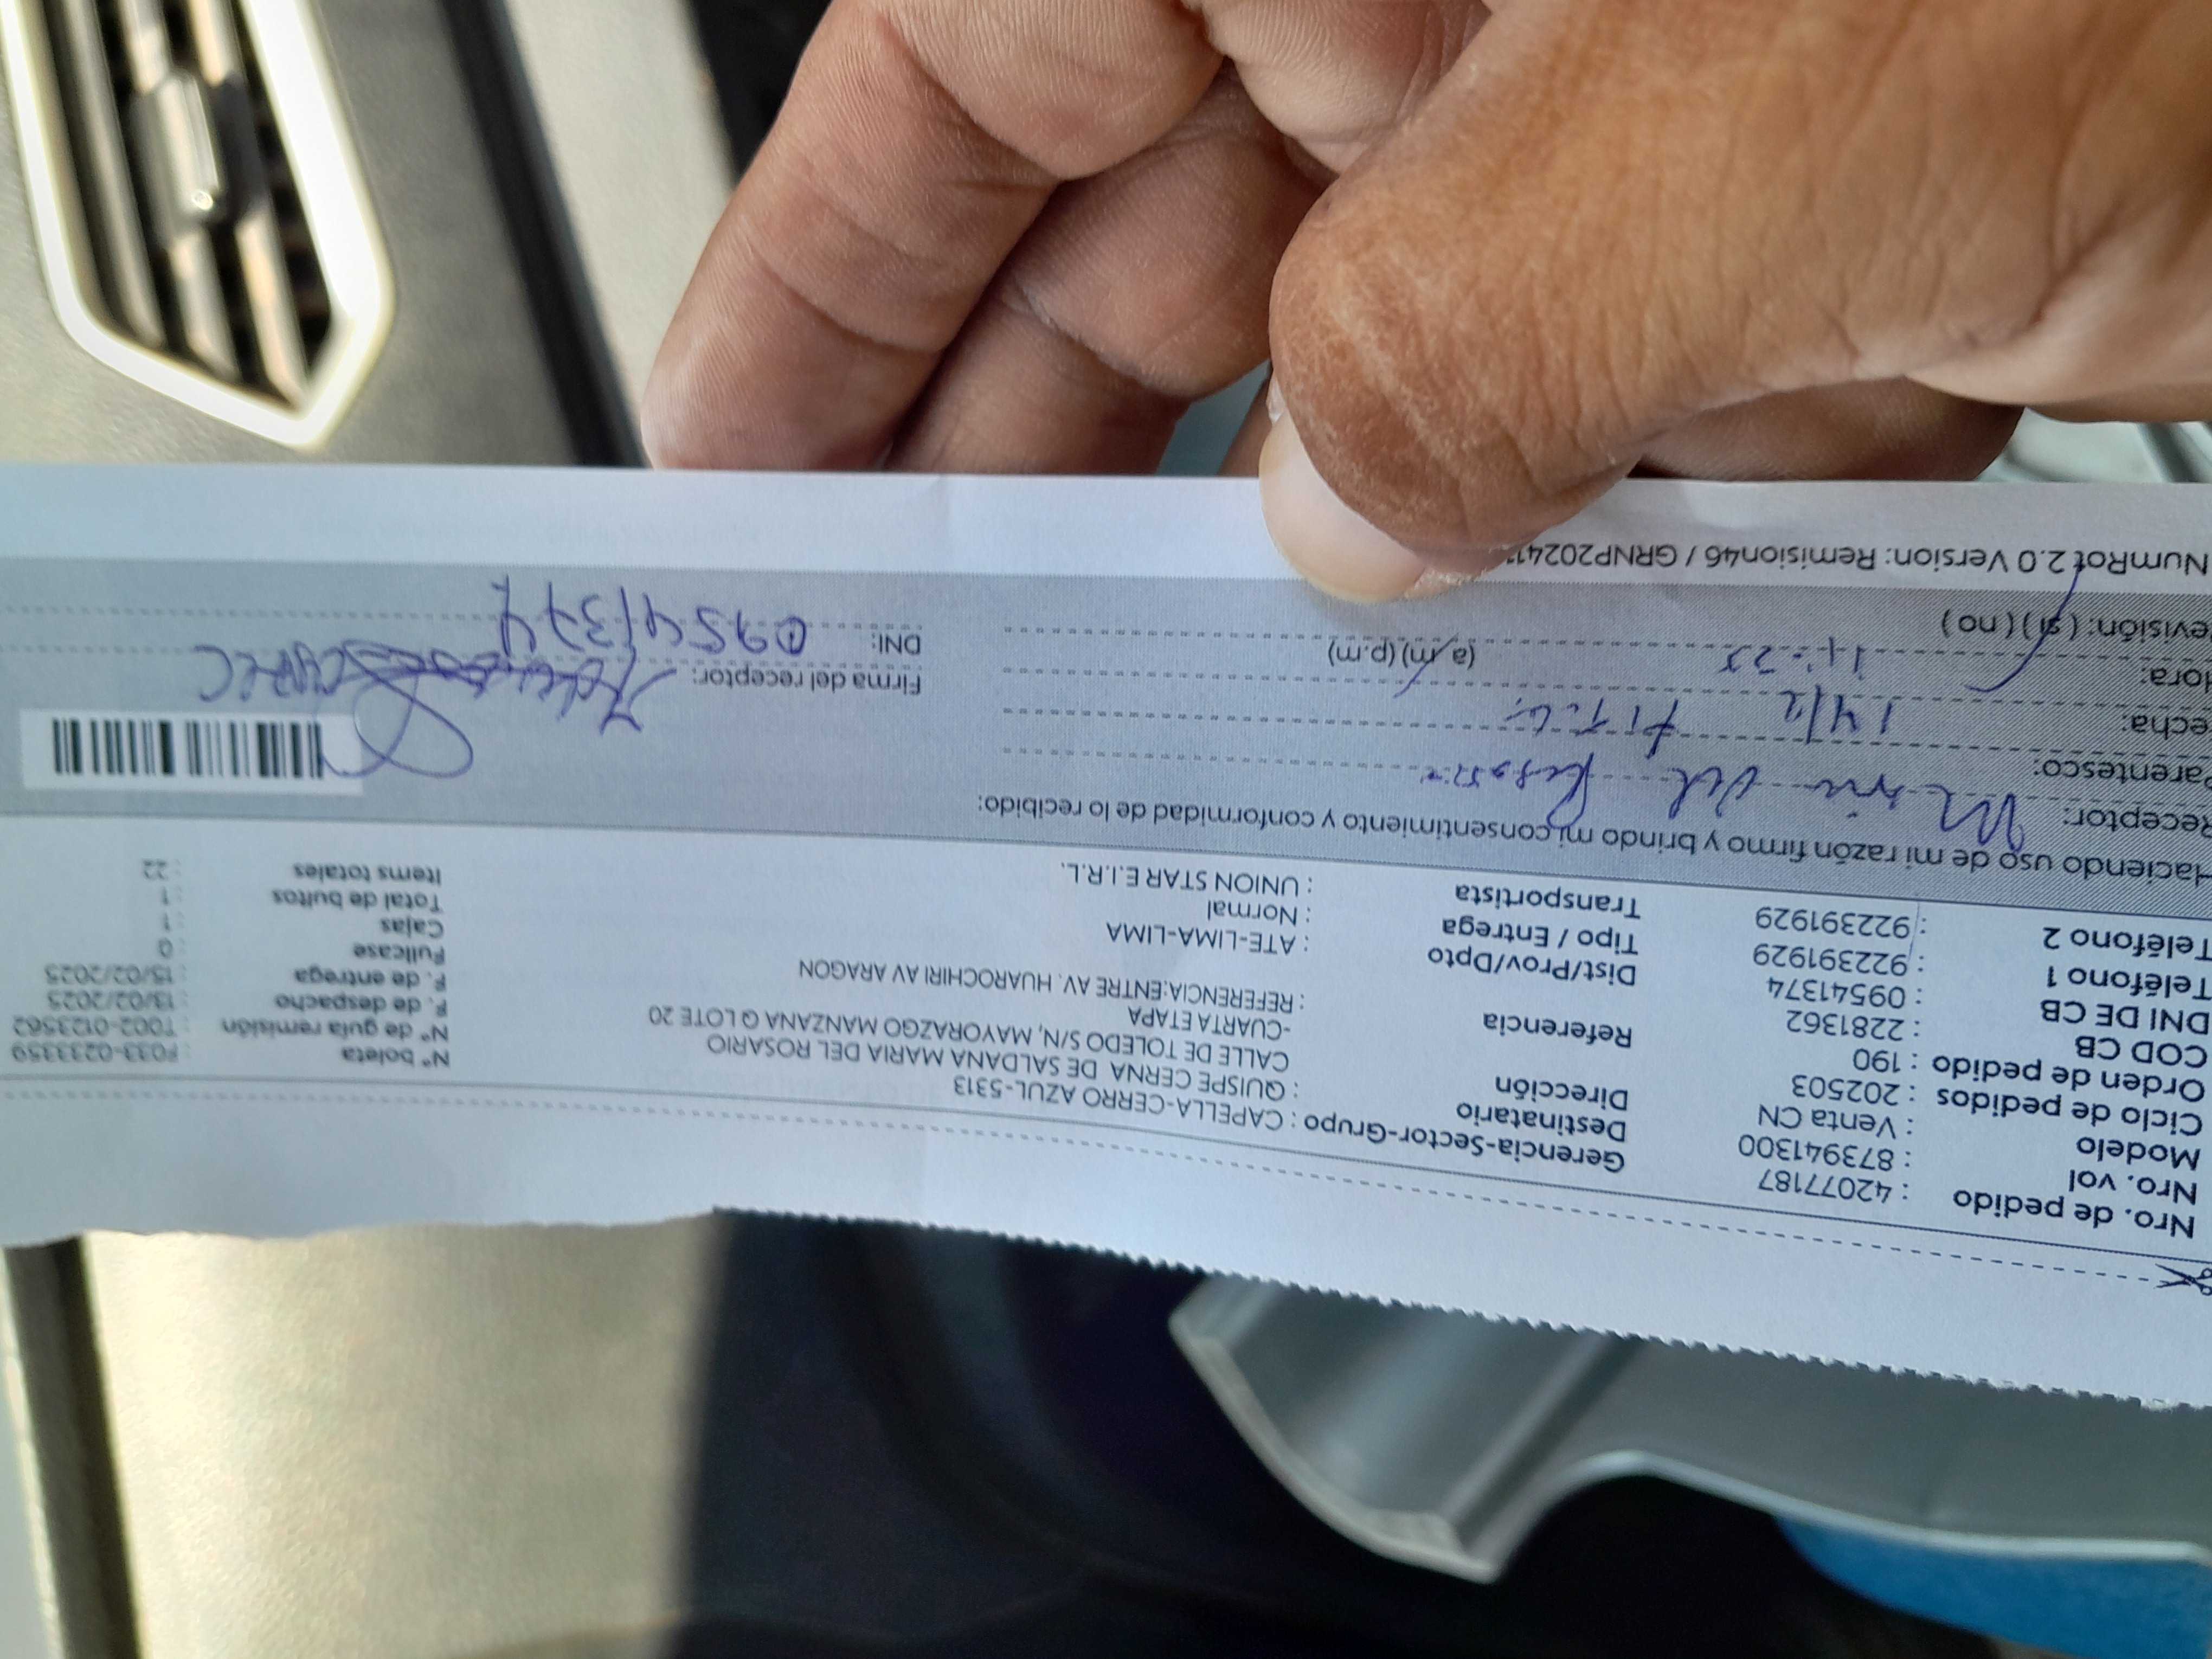 Nro. de pedido : 42077187
Nro. vol : 873941300
Modelo : Venta CN
Ciclo de pedidos : 202503
Orden de pedido : 190
COD CB : 2281362
DNI DE CB : 09541374
Teléfono 1 : 922391929
Teléfono 2 : 922391929
Gerencia-Sector-Grupo : CAPELLA-CERRO AZUL-5313
Destinatario : QUISPE CERNA DE SALDANA MARIA DEL ROSARIO
Dirección CALLE DE TOLEDO S/N, MAYORAZGO MANZANA Q LOTE 20
-CUARTA ETAPA
Referencia : REFERENCIA:ENTRE AV. HUAROCHIRI AV ARAGON
Dist/Prov/Dpto : ATE-LIMA-LIMA
Tipo / Entrega : Normal
Transportista : UNION STAR E.I.R.L.
N° boleta : F033-0233359
N° de guía remisión : T002-0123562
F. de despacho : 13/02/2025
F. de entrega : 15/02/2025
Fullcase : 0
Cajas : 1
Total de bultos : 1
Items totales : 22
Haciendo uso de mi razón firmo y brindo mi consentimiento y conformidad de lo recibido:
Receptor: María del Rosario
Parentesco:
echa: 14/2
Hora: 11:25 (a.m) (p.m)
evisión: ( si ) ( no )
Firma del receptor:
DNI: 09541374
NumRot 2.0 Version: Remision46 / GRNP20241